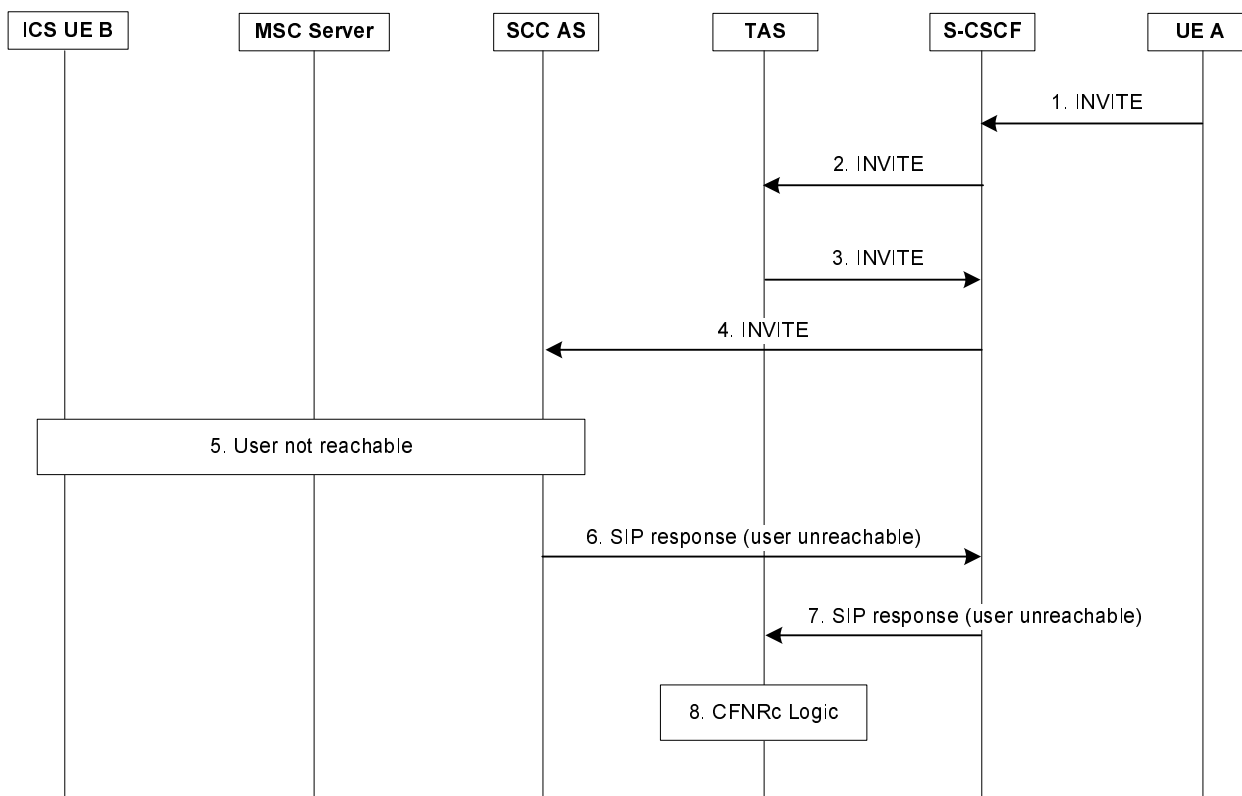 ICS UE B
MSC Server
SCC AS
TAS
S-CSCF
UE A
1. INVITE
2. INVITE
3. INVITE
4. INVITE
5. User not reachable
6. SIP response (user unreachable)
7. SIP response (user unreachable)
8. CFNRc Logic